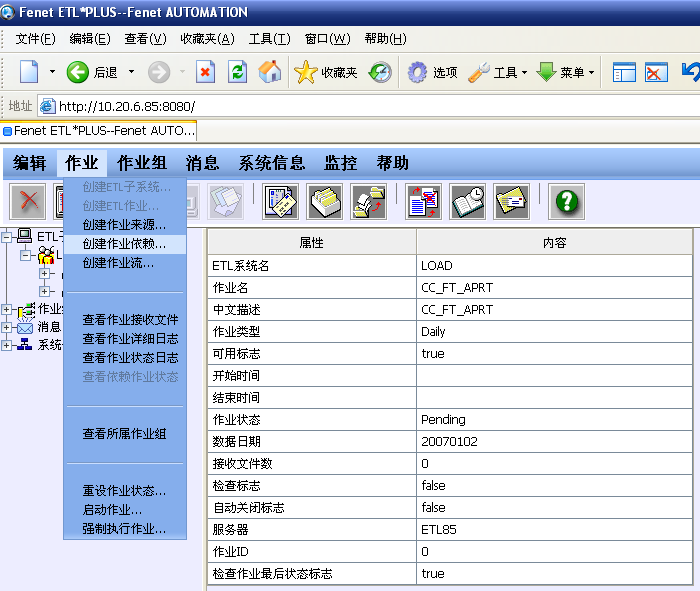 Fenet ETL*PLUS--Fenet AUTOMATION
文件(F) 编辑(E) 查看(V) 收藏夹(A) 工具(T) 窗口(W) 帮助(H)
后退 收藏夹 选项 工具 菜单
地址 http://10.20.6.85:8080/
Fenet ETL*PLUS--Fenet AUTO...
编辑 作业 作业组 消息 系统信息 监控 帮助
创建ETL子系统...
创建ETL作业...
创建作业来源...
创建作业依赖...
创建作业流...
查看作业接收文件
查看作业详细日志
查看作业状态日志
查看依赖作业状态
查看所属作业组
重设作业状态...
启动作业...
强制执行作业...
ETL子
L
作业
消息
系统
属性 内容
ETL系统名 LOAD
作业名 CC_FT_APRT
中文描述 CC_FT_APRT
作业类型 Daily
可用标志 true
开始时间
结束时间
作业状态 Pending
数据日期 20070102
接收文件数 0
检查标志 false
自动关闭标志 false
服务器 ETL85
作业ID 0
检查作业最后状态标志 true